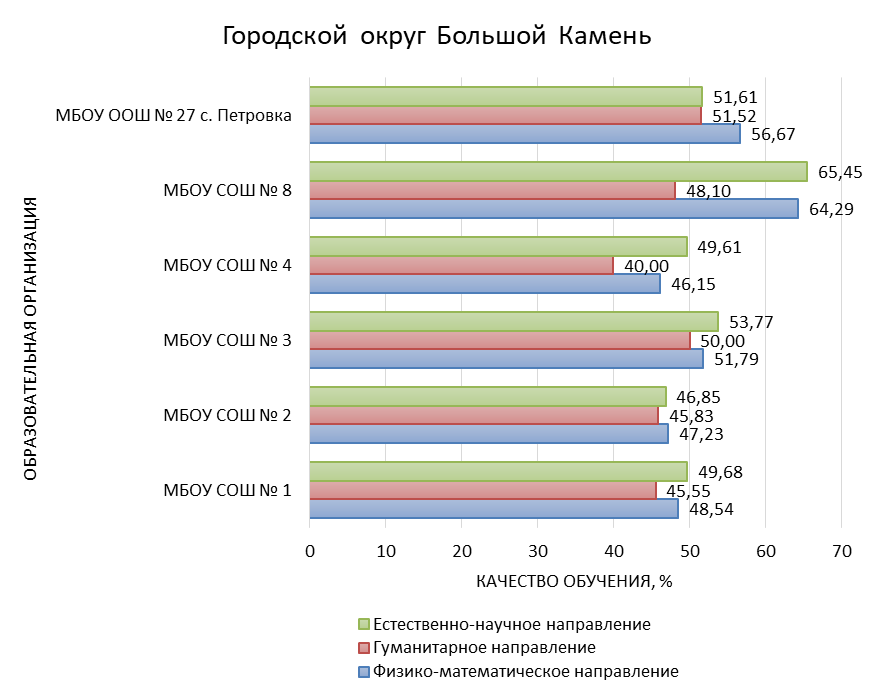 Городской округ Большой Камень
ОБРАЗОВАТЕЛЬНАЯ ОРГАНИЗАЦИЯ
МБОУ ООШ № 27 с. Петровка
51,61
51,52
56,67
МБОУ СОШ № 8
65,45
48,10
64,29
МБОУ СОШ № 4
49,61
40,00
46,15
МБОУ СОШ № 3
53,77
50,00
51,79
МБОУ СОШ № 2
46,85
45,83
47,23
МБОУ СОШ № 1
49,68
45,55
48,54
0 10 20 30 40 50 60 70
КАЧЕСТВО ОБУЧЕНИЯ, %
Естественно-научное направление
Гуманитарное направление
Физико-математическое направление